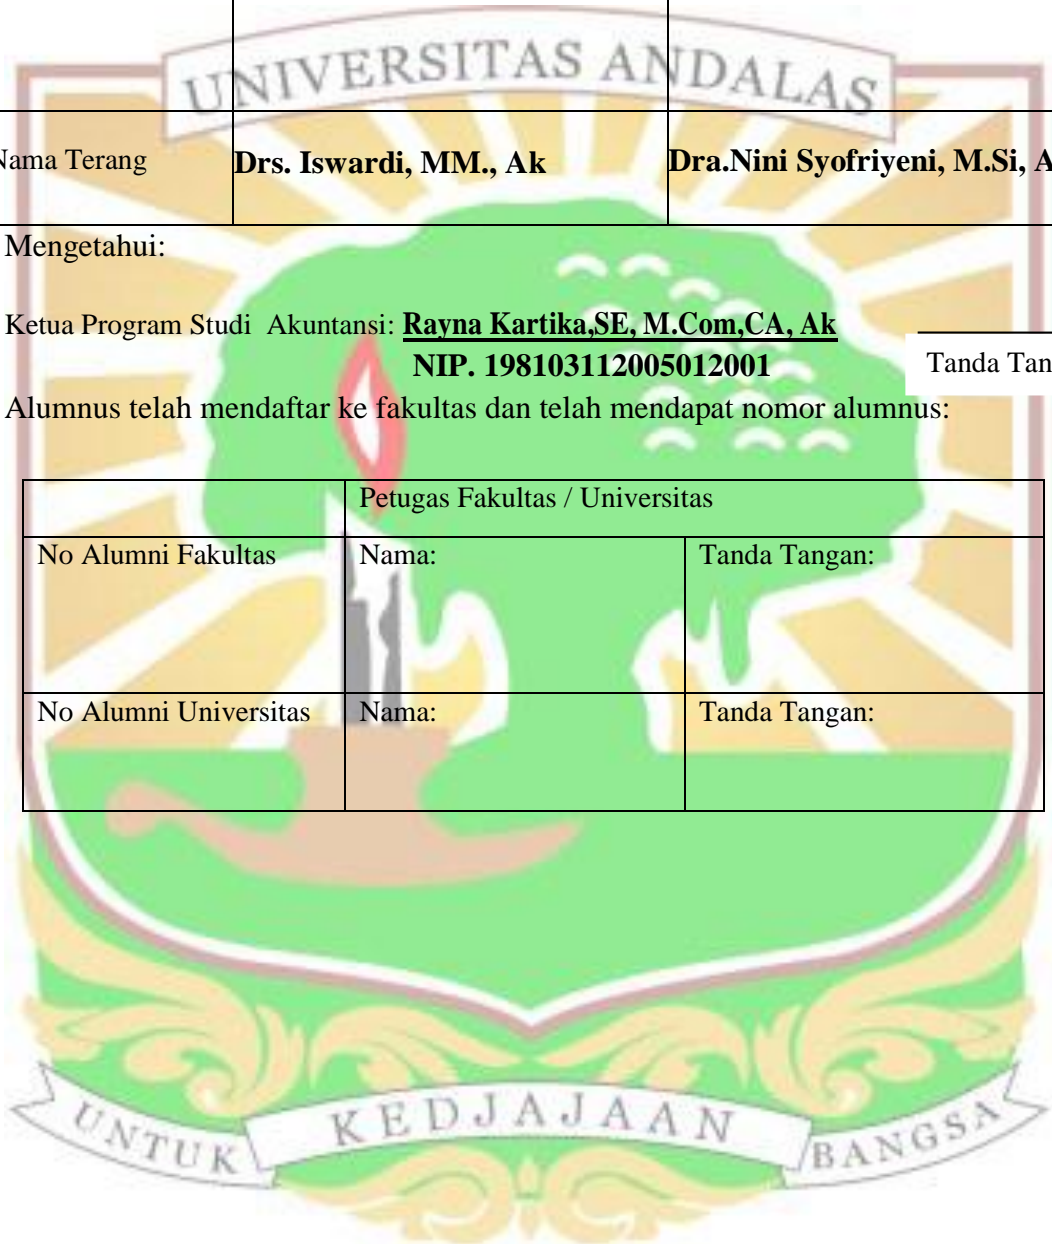 UNIVERSITAS ANDALAS
Nama Terang Drs. Iswardi, MM., Ak Dra.Nini Syofriyeni, M.Si, A
Mengetahui:
Ketua Program Studi Akuntansi: Rayna Kartika,SE, M.Com,CA, Ak
NIP. 198103112005012001 Tanda Tan
Alumnus telah mendaftar ke fakultas dan telah mendapat nomor alumnus:
Petugas Fakultas / Universitas
No Alumni Fakultas Nama: Tanda Tangan:
No Alumni Universitas Nama: Tanda Tangan:
UNTUK KEDJAJAAN BANGSA